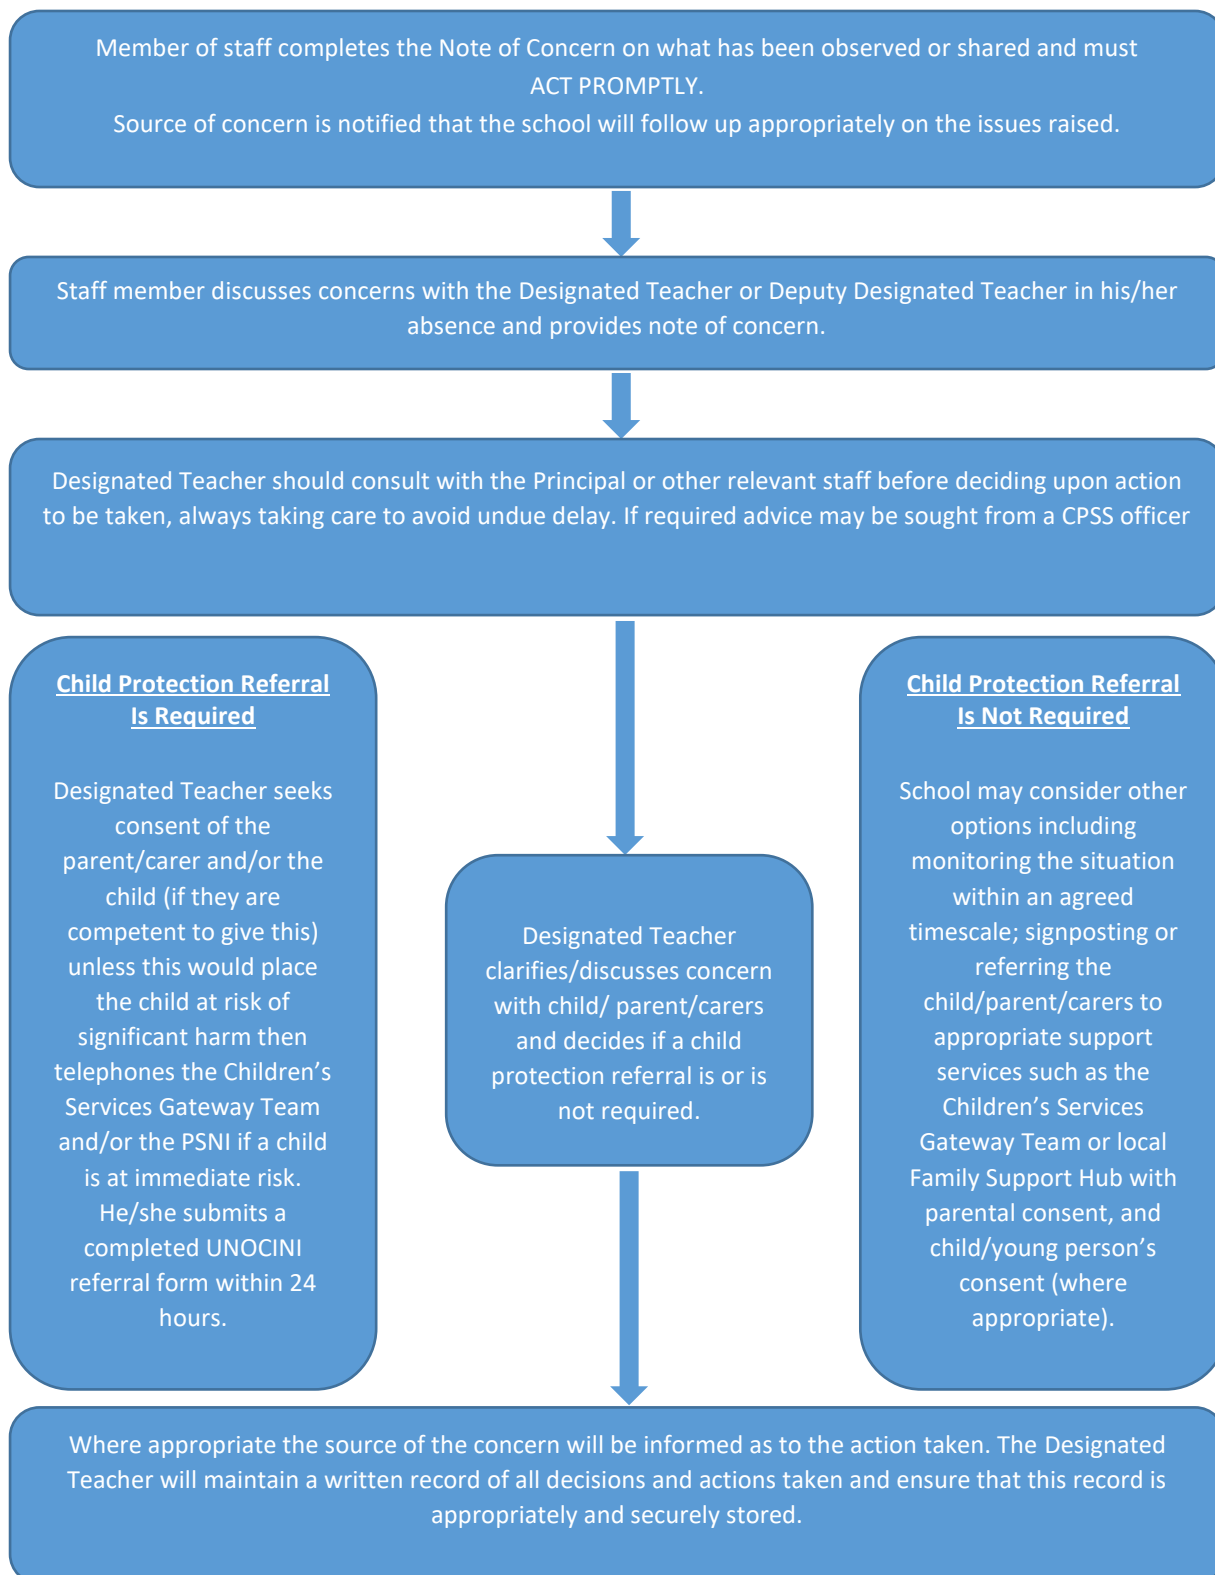 Member of staff completes the Note of Concern on what has been observed or shared and must
ACT PROMPTLY.
Source of concern is notified that the school will follow up appropriately on the issues raised.
Staff member discusses concerns with the Designated Teacher or Deputy Designated Teacher in his/her
absence and provides note of concern.
Designated Teacher should consult with the Principal or other relevant staff before deciding upon action
to be taken, always taking care to avoid undue delay. If required advice may be sought from a CPSS officer
Child Protection Referral
Is Required
Designated Teacher seeks
consent of the
parent/carer and/or the
child (if they are
competent to give this)
unless this would place
the child at risk of
significant harm then
telephones the Children’s
Services Gateway Team
and/or the PSNI if a child
is at immediate risk.
He/she submits a
completed UNOCINI
referral form within 24
hours.
Designated Teacher
clarifies/discusses concern
with child/ parent/carers
and decides if a child
protection referral is or is
not required.
Child Protection Referral
Is Not Required
School may consider other
options including
monitoring the situation
within an agreed
timescale; signposting or
referring the
child/parent/carers to
appropriate support
services such as the
Children’s Services
Gateway Team or local
Family Support Hub with
parental consent, and
child/young person’s
consent (where
appropriate).
Where appropriate the source of the concern will be informed as to the action taken. The Designated
Teacher will maintain a written record of all decisions and actions taken and ensure that this record is
appropriately and securely stored.